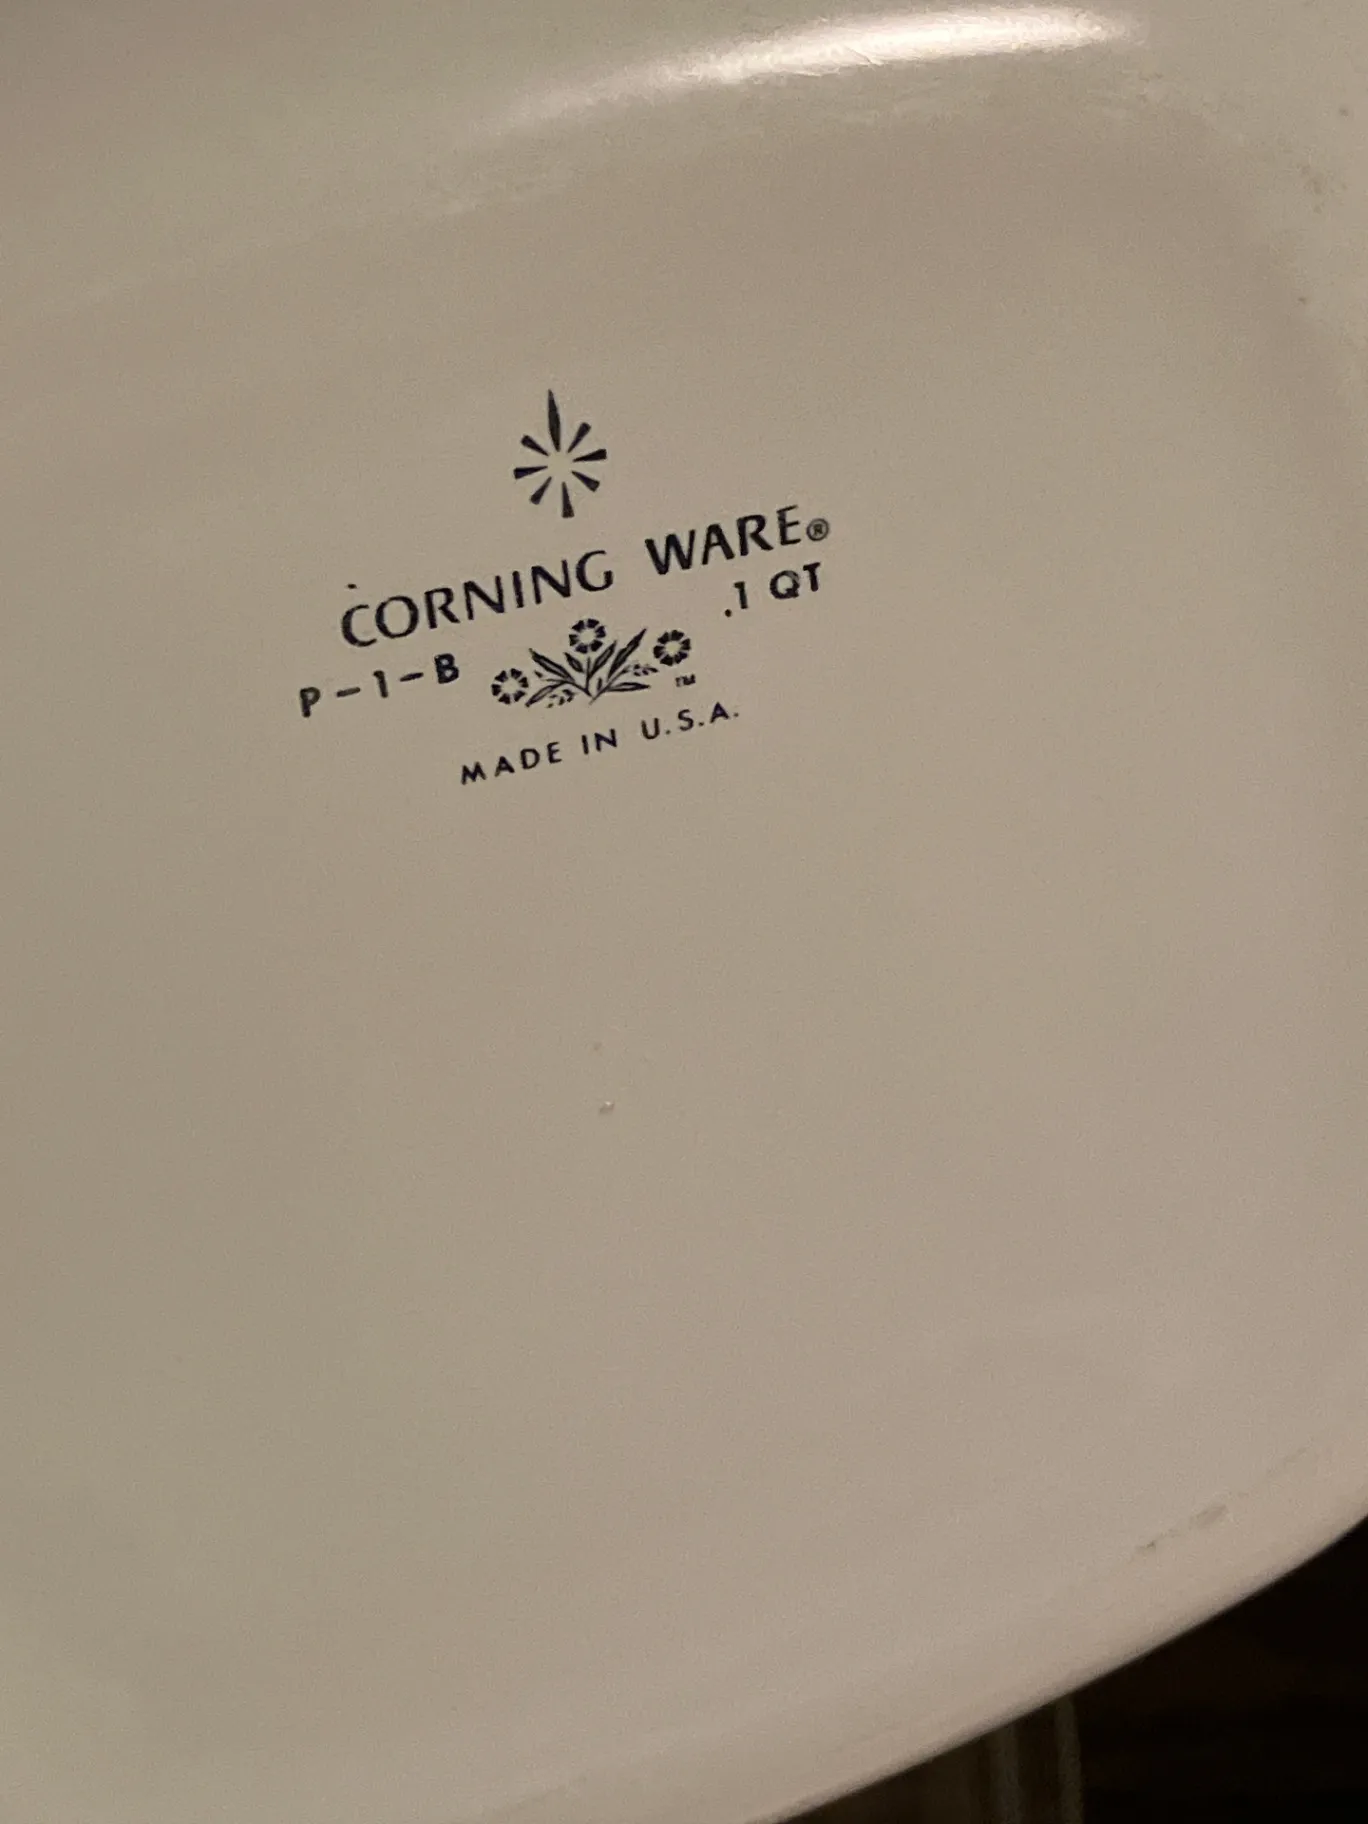 CORNING WARE®
P-1-B .1 QT
TM
MADE IN U.S.A.